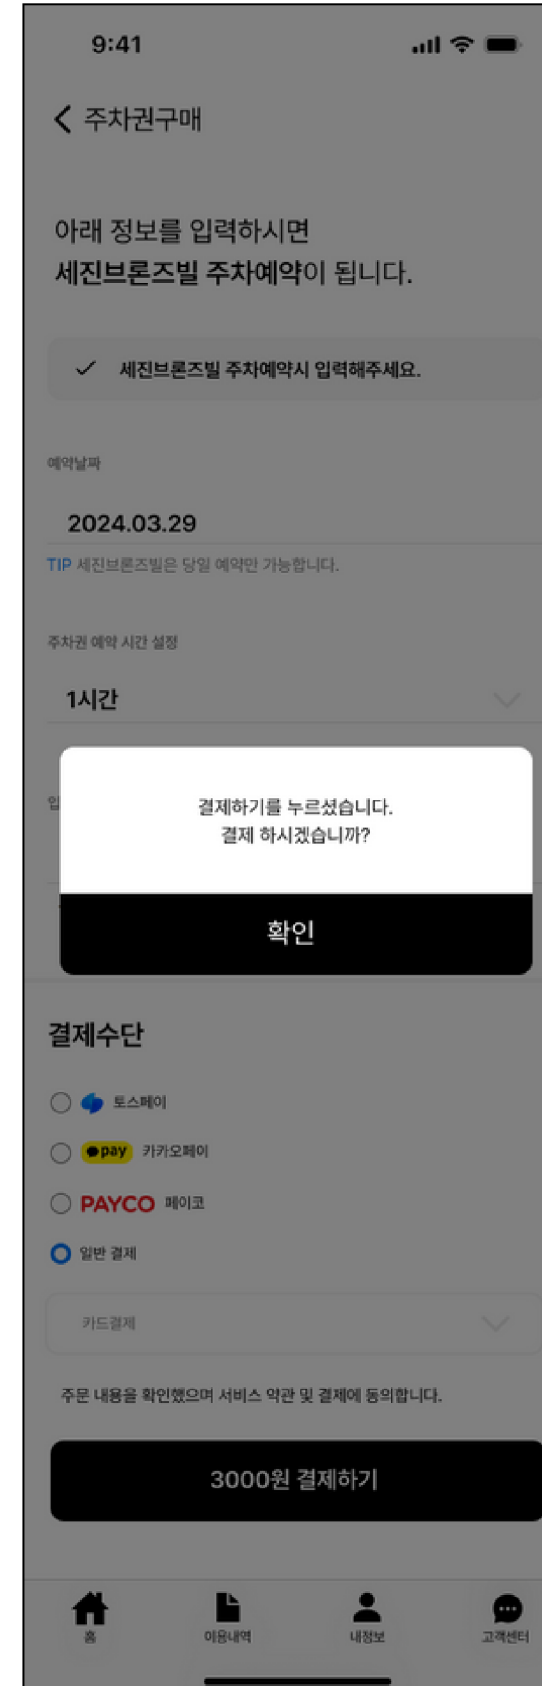 9:41
주차권구매
아래 정보를 입력하시면
세진브론즈빌 주차예약이 됩니다.
세진브론즈빌 주차예약시 입력해주세요.
예약날짜
2024.03.29
TIP 세진브론즈빌은 당일 예약만 가능합니다.
주차권 예약 시간 설정
1시간
입
결제하기를 누르셨습니다.
결제 하시겠습니까?
확인
결제수단
토스페이
pay 카카오페이
PAYCO 페이코
일반 결제
카드결제
주문 내용을 확인했으며 서비스 약관 및 결제에 동의합니다.
3000원 결제하기
홈
이용내역
내정보
고객센터